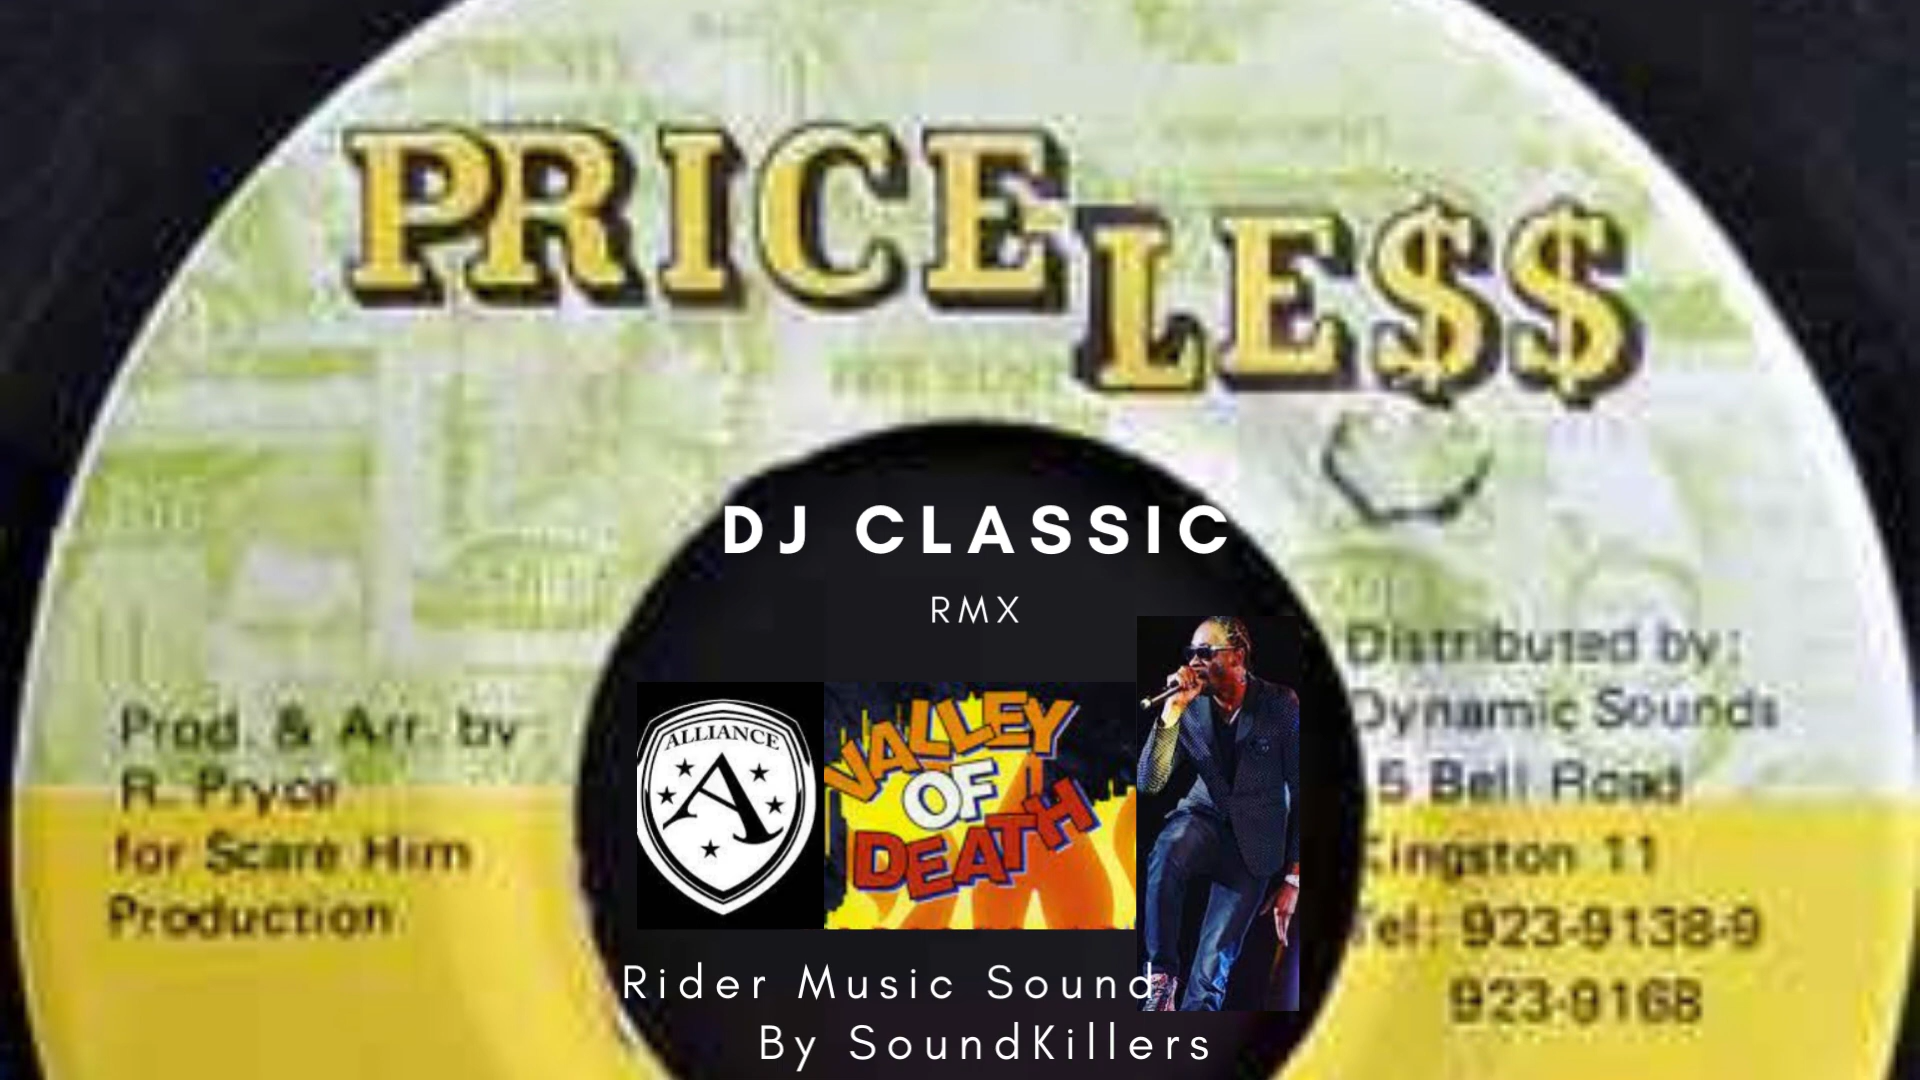 PRICELE$$
DJ CLASSIC
RMX
Prod. & Arr. by:
R. Pryce
for Scare Him
Production
ALLIANCE
A
VALLEY
OF
DEATH
Distributed by:
Dynamic Sounds
15 Bell Road
Kingston 11
Tel: 923-9138-9
923-9168
Rider Music Sound
By SoundKillers